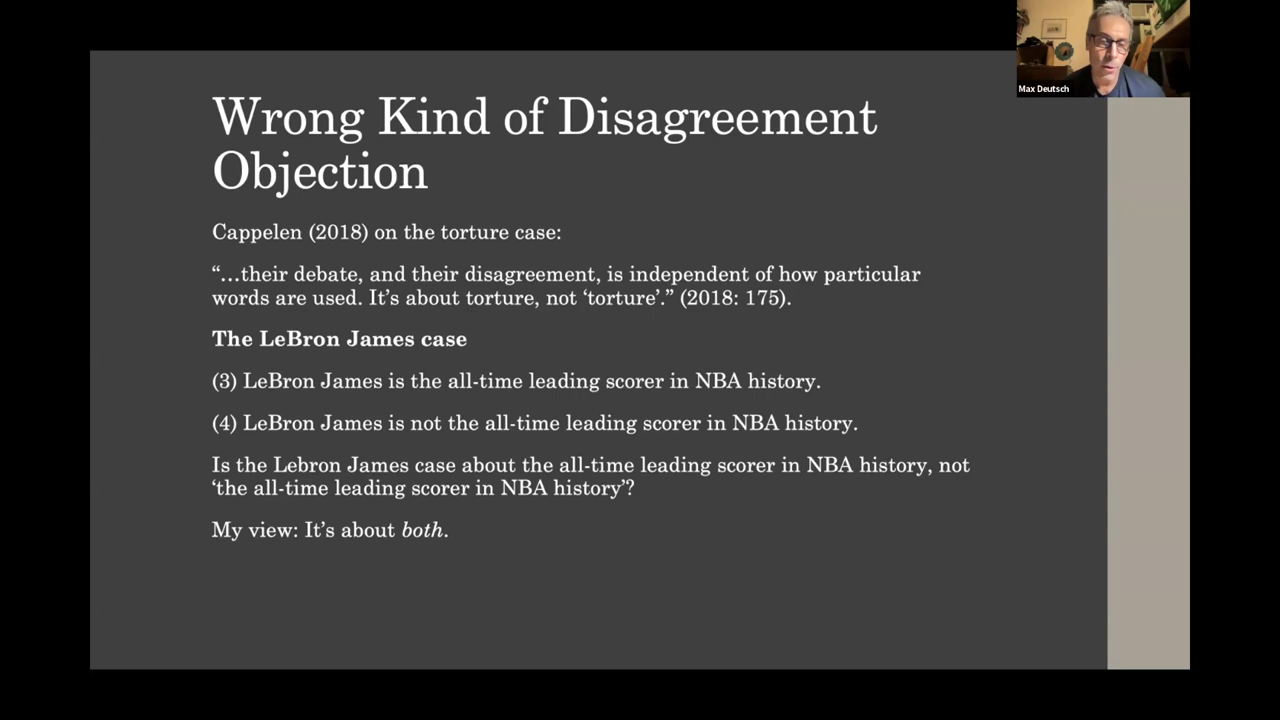 Max Deutsch
Wrong Kind of Disagreement
Objection
Cappelen (2018) on the torture case:
“…their debate, and their disagreement, is independent of how particular
words are used. It’s about torture, not ‘torture’.” (2018: 175).
The LeBron James case
(3) LeBron James is the all-time leading scorer in NBA history.
(4) LeBron James is not the all-time leading scorer in NBA history.
Is the Lebron James case about the all-time leading scorer in NBA history, not
‘the all-time leading scorer in NBA history’?
My view: It’s about both.